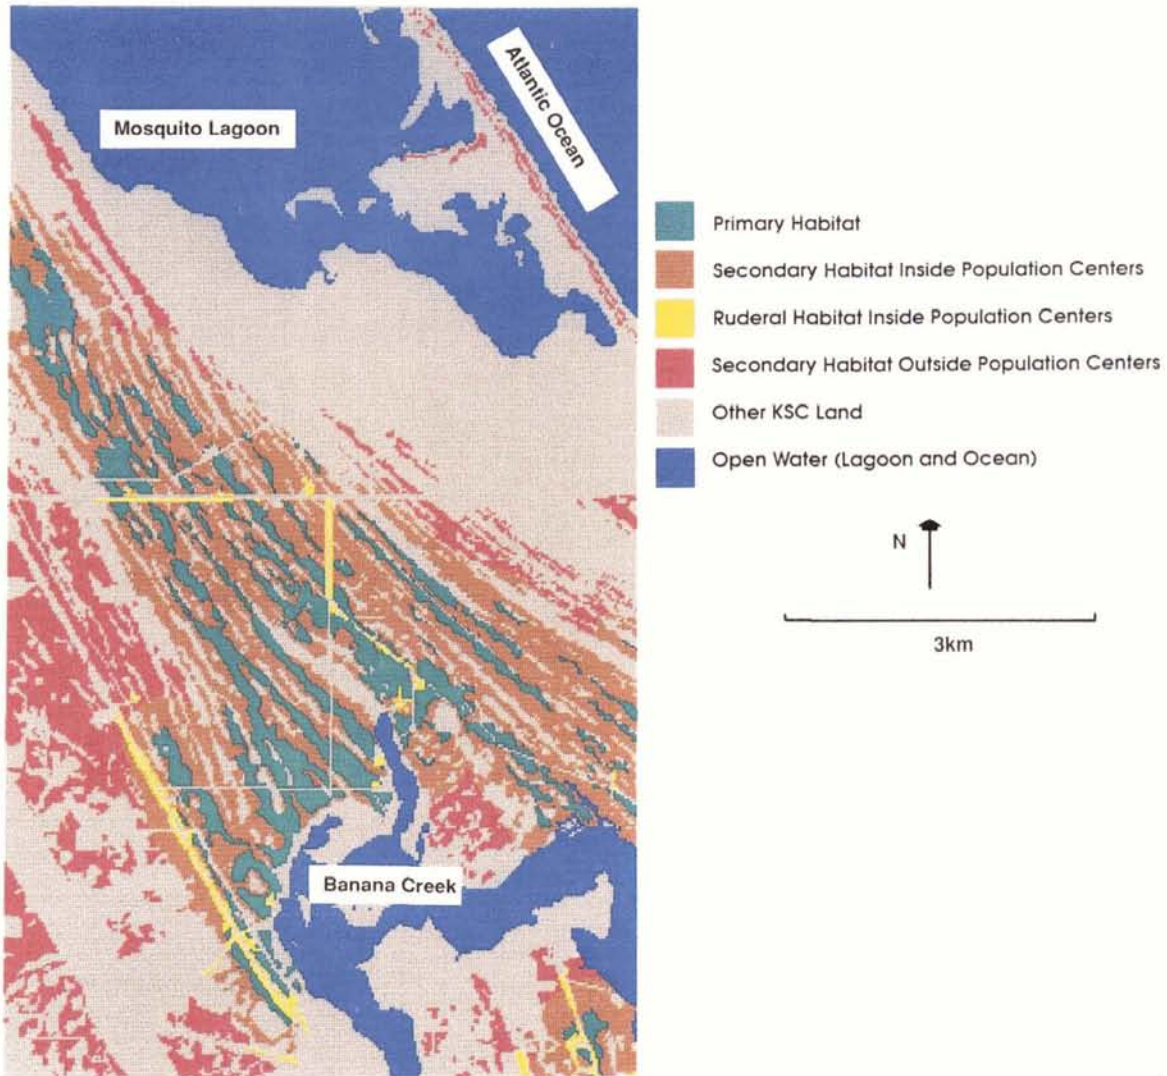 Atlantic Ocean
Mosquito Lagoon
Primary Habitat
Secondary Habitat Inside Population Centers
Ruderal Habitat Inside Population Centers
Secondary Habitat Outside Population Centers
Other KSC Land
Open Water (Lagoon and Ocean)
N
3km
Banana Creek